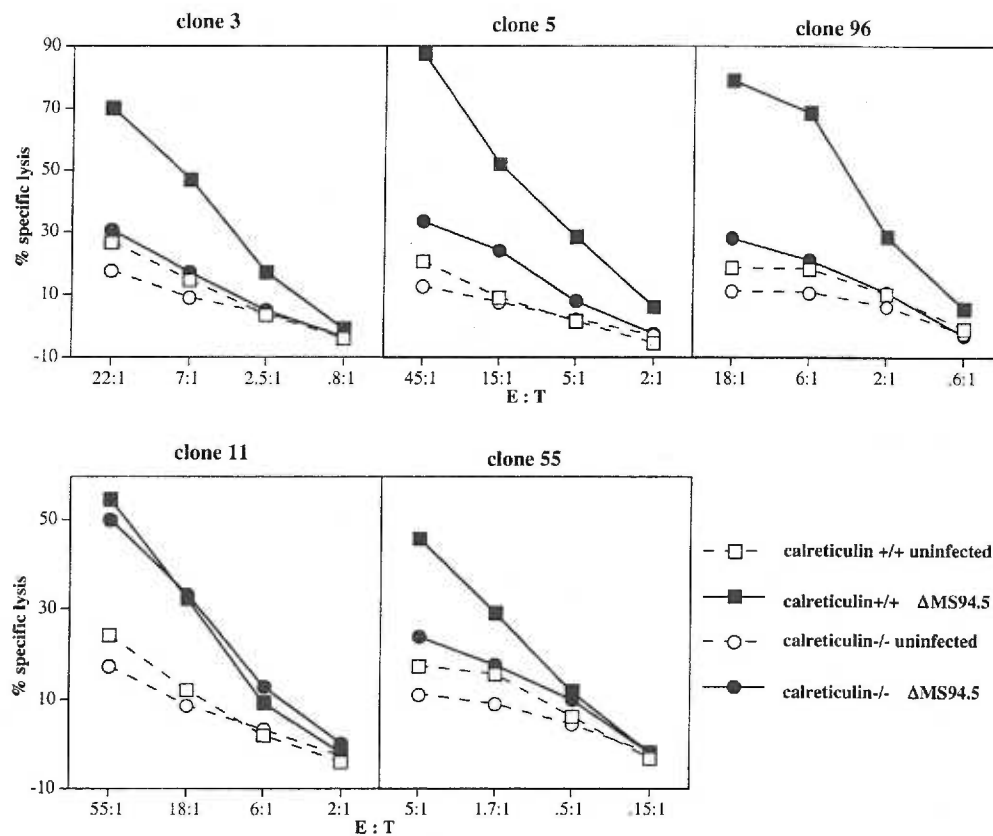 clone 3 clone 5 clone 96
90
70
50
30
10
-10
% specific lysis
22:1 7:1 2.5:1 .8:1 45:1 15:1 5:1 2:1 18:1 6:1 2:1 .6:1
E : T
clone 11 clone 55
50
30
10
-10
% specific lysis
55:1 18:1 6:1 2:1 5:1 1.7:1 .5:1 .15:1
E : T
calreticulin +/+ uninfected
calreticulin+/+ ΔMS94.5
calreticulin-/- uninfected
calreticulin-/- ΔMS94.5